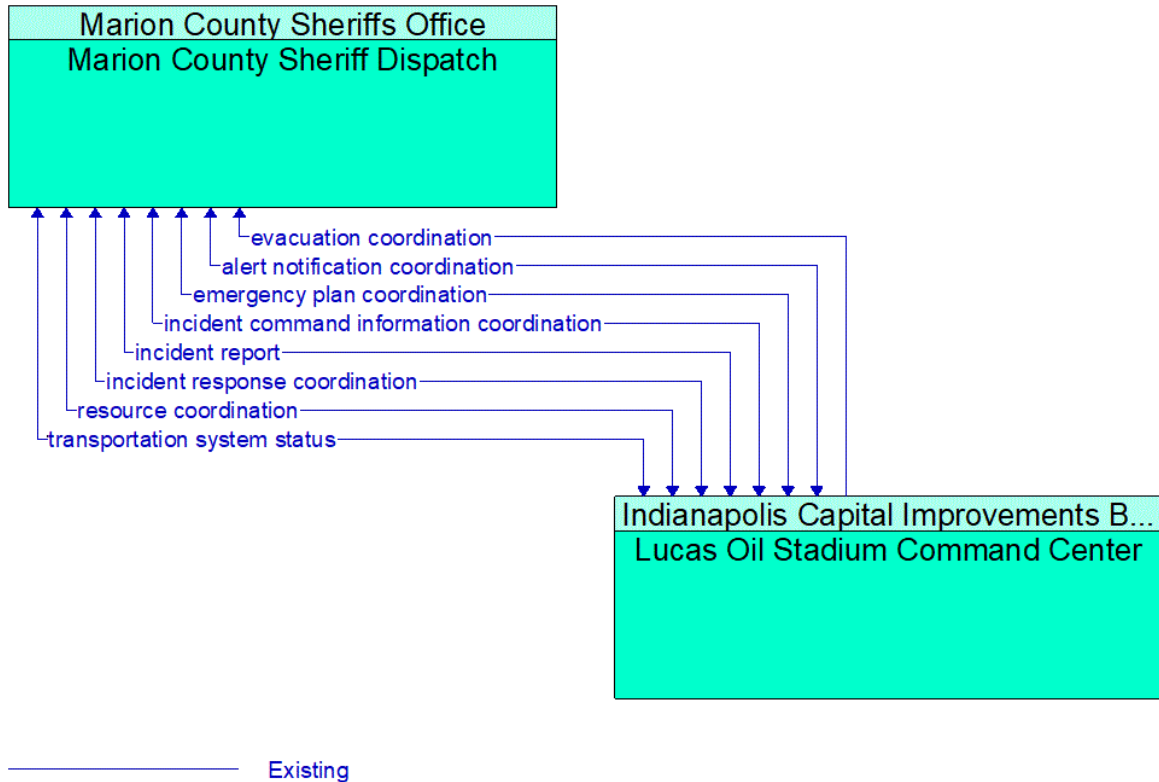 Marion County Sheriffs Office
Marion County Sheriff Dispatch
evacuation coordination
alert notification coordination
emergency plan coordination
incident command information coordination
incident report
incident response coordination
resource coordination
transportation system status
Indianapolis Capital Improvements B...
Lucas Oil Stadium Command Center
Existing